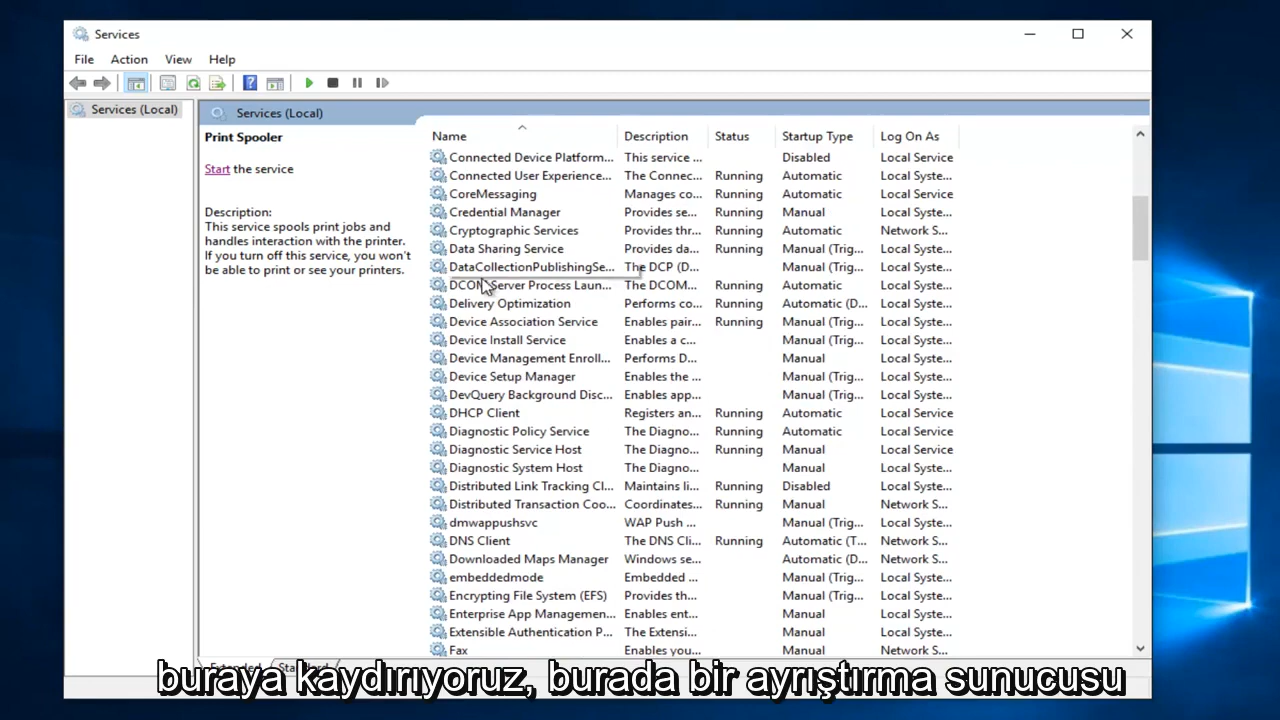 Services
File Action View Help
Services (Local)
Services (Local)
Print Spooler
Start the service
Description:
This service spools print jobs and
handles interaction with the printer.
If you turn off this service, you won't
be able to print or see your printers.
Name Description Status Startup Type Log On As
Connected Device Platform... This service ... Disabled Local Service
Connected User Experience... The Connec... Running Automatic Local Syste...
CoreMessaging Manages co... Running Automatic Local Service
Credential Manager Provides se... Running Manual Local Syste...
Cryptographic Services Provides thr... Running Automatic Network S...
Data Sharing Service Provides da... Running Manual (Trig... Local Syste...
DataCollectionPublishingSe... The DCP (D... Manual (Trig... Local Syste...
DCOM Server Process Laun... The DCOM... Running Automatic Local Syste...
Delivery Optimization Performs co... Running Automatic (D... Local Syste...
Device Association Service Enables pair... Running Manual (Trig... Local Syste...
Device Install Service Enables a c... Manual (Trig... Local Syste...
Device Management Enroll... Performs D... Manual Local Syste...
Device Setup Manager Enables the ... Manual (Trig... Local Syste...
DevQuery Background Disc... Enables app... Manual (Trig... Local Syste...
DHCP Client Registers an... Running Automatic Local Service
Diagnostic Policy Service The Diagno... Running Automatic Local Service
Diagnostic Service Host The Diagno... Running Manual Local Service
Diagnostic System Host The Diagno... Manual Local Syste...
Distributed Link Tracking Cl... Maintains li... Running Disabled Local Syste...
Distributed Transaction Coo... Coordinates... Running Manual Network S...
dmwappushsvc WAP Push ... Manual (Trig... Local Syste...
DNS Client The DNS Cli... Running Automatic (T... Network S...
Downloaded Maps Manager Windows se... Automatic (D... Network S...
embeddedmode Embedded ... Manual (Trig... Local Syste...
Encrypting File System (EFS) Provides th... Manual (Trig... Local Syste...
Enterprise App Managemen... Enables ent... Manual Local Syste...
Extensible Authentication P... The Extensi... Manual Local Syste...
Fax Enables you... Manual Network S...
Extended Standard
buraya kaydırıyoruz, burada bir ayrıştırma sunucusu